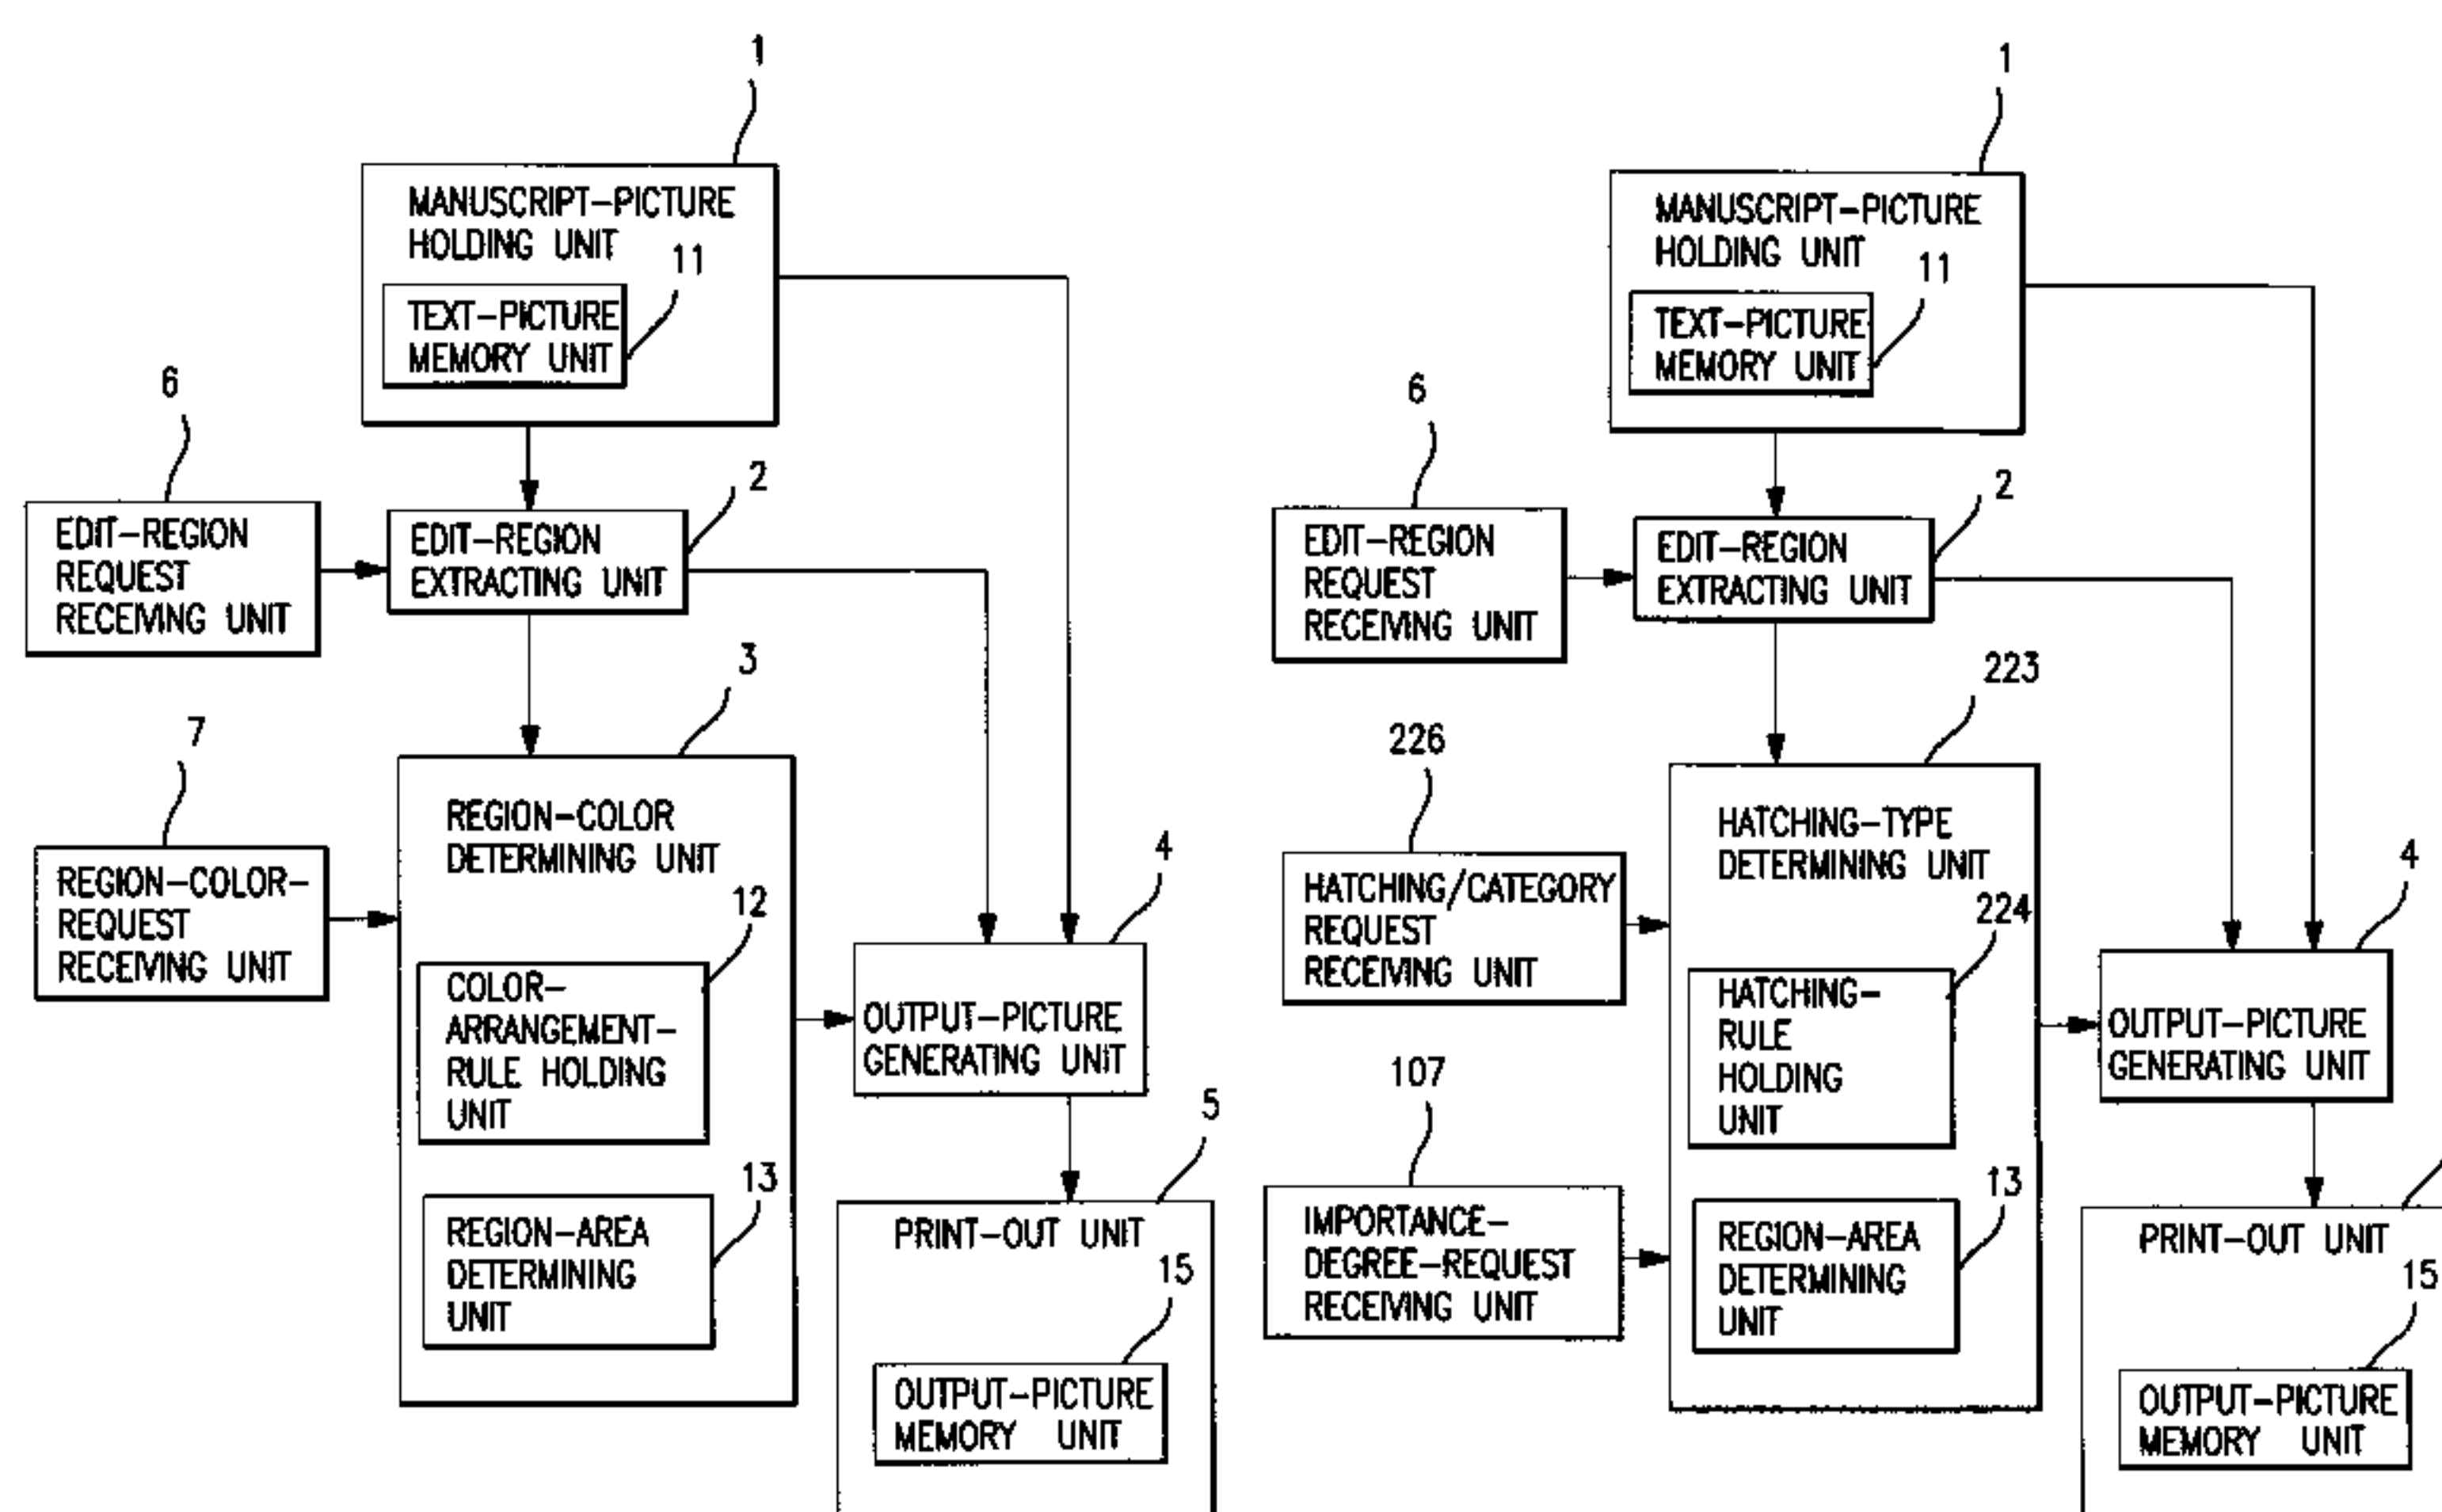 1
MANUSCRIPT-PICTURE
HOLDING UNIT
11
TEXT-PICTURE
MEMORY UNIT
6
EDIT-REGION
REQUEST
RECEIVING UNIT
2
EDIT-REGION
EXTRACTING UNIT
3
7
REGION-COLOR-
REQUEST
RECEIVING UNIT
REGION-COLOR
DETERMINING UNIT
12
COLOR-
ARRANGEMENT-
RULE HOLDING
UNIT
13
REGION-AREA
DETERMINING
UNIT
4
OUTPUT-PICTURE
GENERATING UNIT
5
PRINT-OUT UNIT
15
OUTPUT-PICTURE
MEMORY UNIT
1
MANUSCRIPT-PICTURE
HOLDING UNIT
11
TEXT-PICTURE
MEMORY UNIT
6
EDIT-REGION
REQUEST
RECEIVING UNIT
2
EDIT-REGION
EXTRACTING UNIT
223
226
HATCHING/CATEGORY
REQUEST
RECEIVING UNIT
HATCHING-TYPE
DETERMINING UNIT
224
HATCHING-
RULE
HOLDING
UNIT
107
IMPORTANCE-
DEGREE-REQUEST
RECEIVING UNIT
13
REGION-AREA
DETERMINING
UNIT
4
OUTPUT-PICTURE
GENERATING UNIT
PRINT-OUT UNIT
15
OUTPUT-PICTURE
MEMORY UNIT